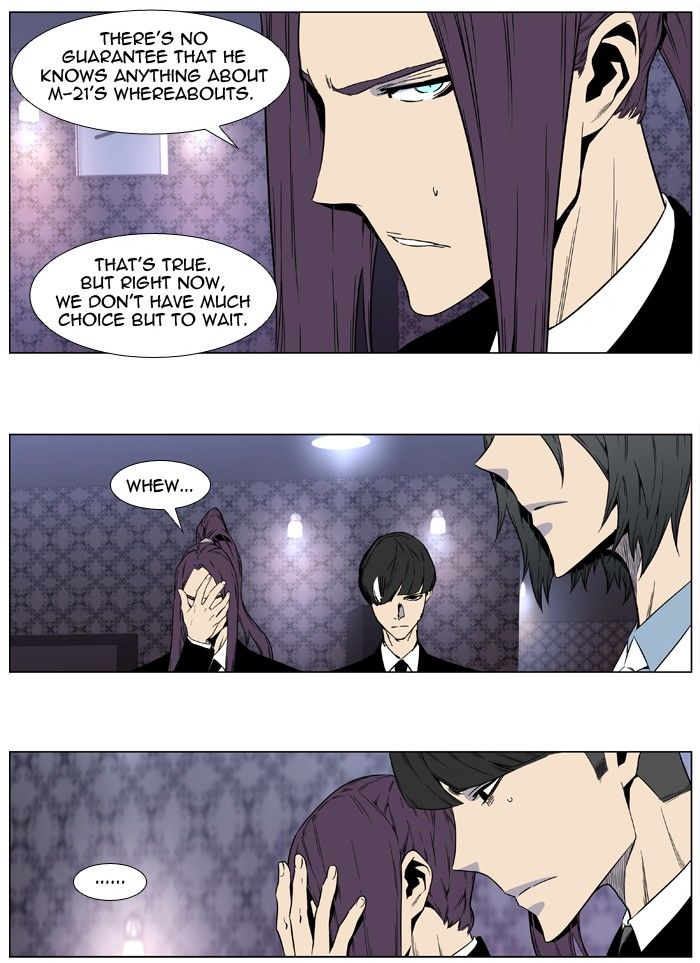 THERE'S NO
GUARANTEE THAT HE
KNOWS ANYTHING ABOUT
M-21'S WHEREABOUTS.
THAT'S TRUE.
BUT RIGHT NOW,
WE DON'T HAVE MUCH
CHOICE BUT TO WAIT.
WHEW...
......